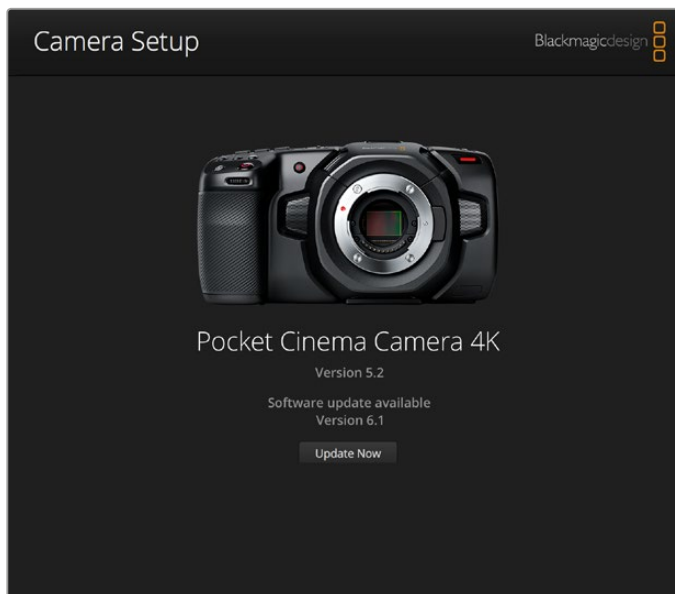 Camera Setup
Blackmagicdesign
Pocket Cinema Camera 4K
Version 5.2
Software update available
Version 6.1
Update Now